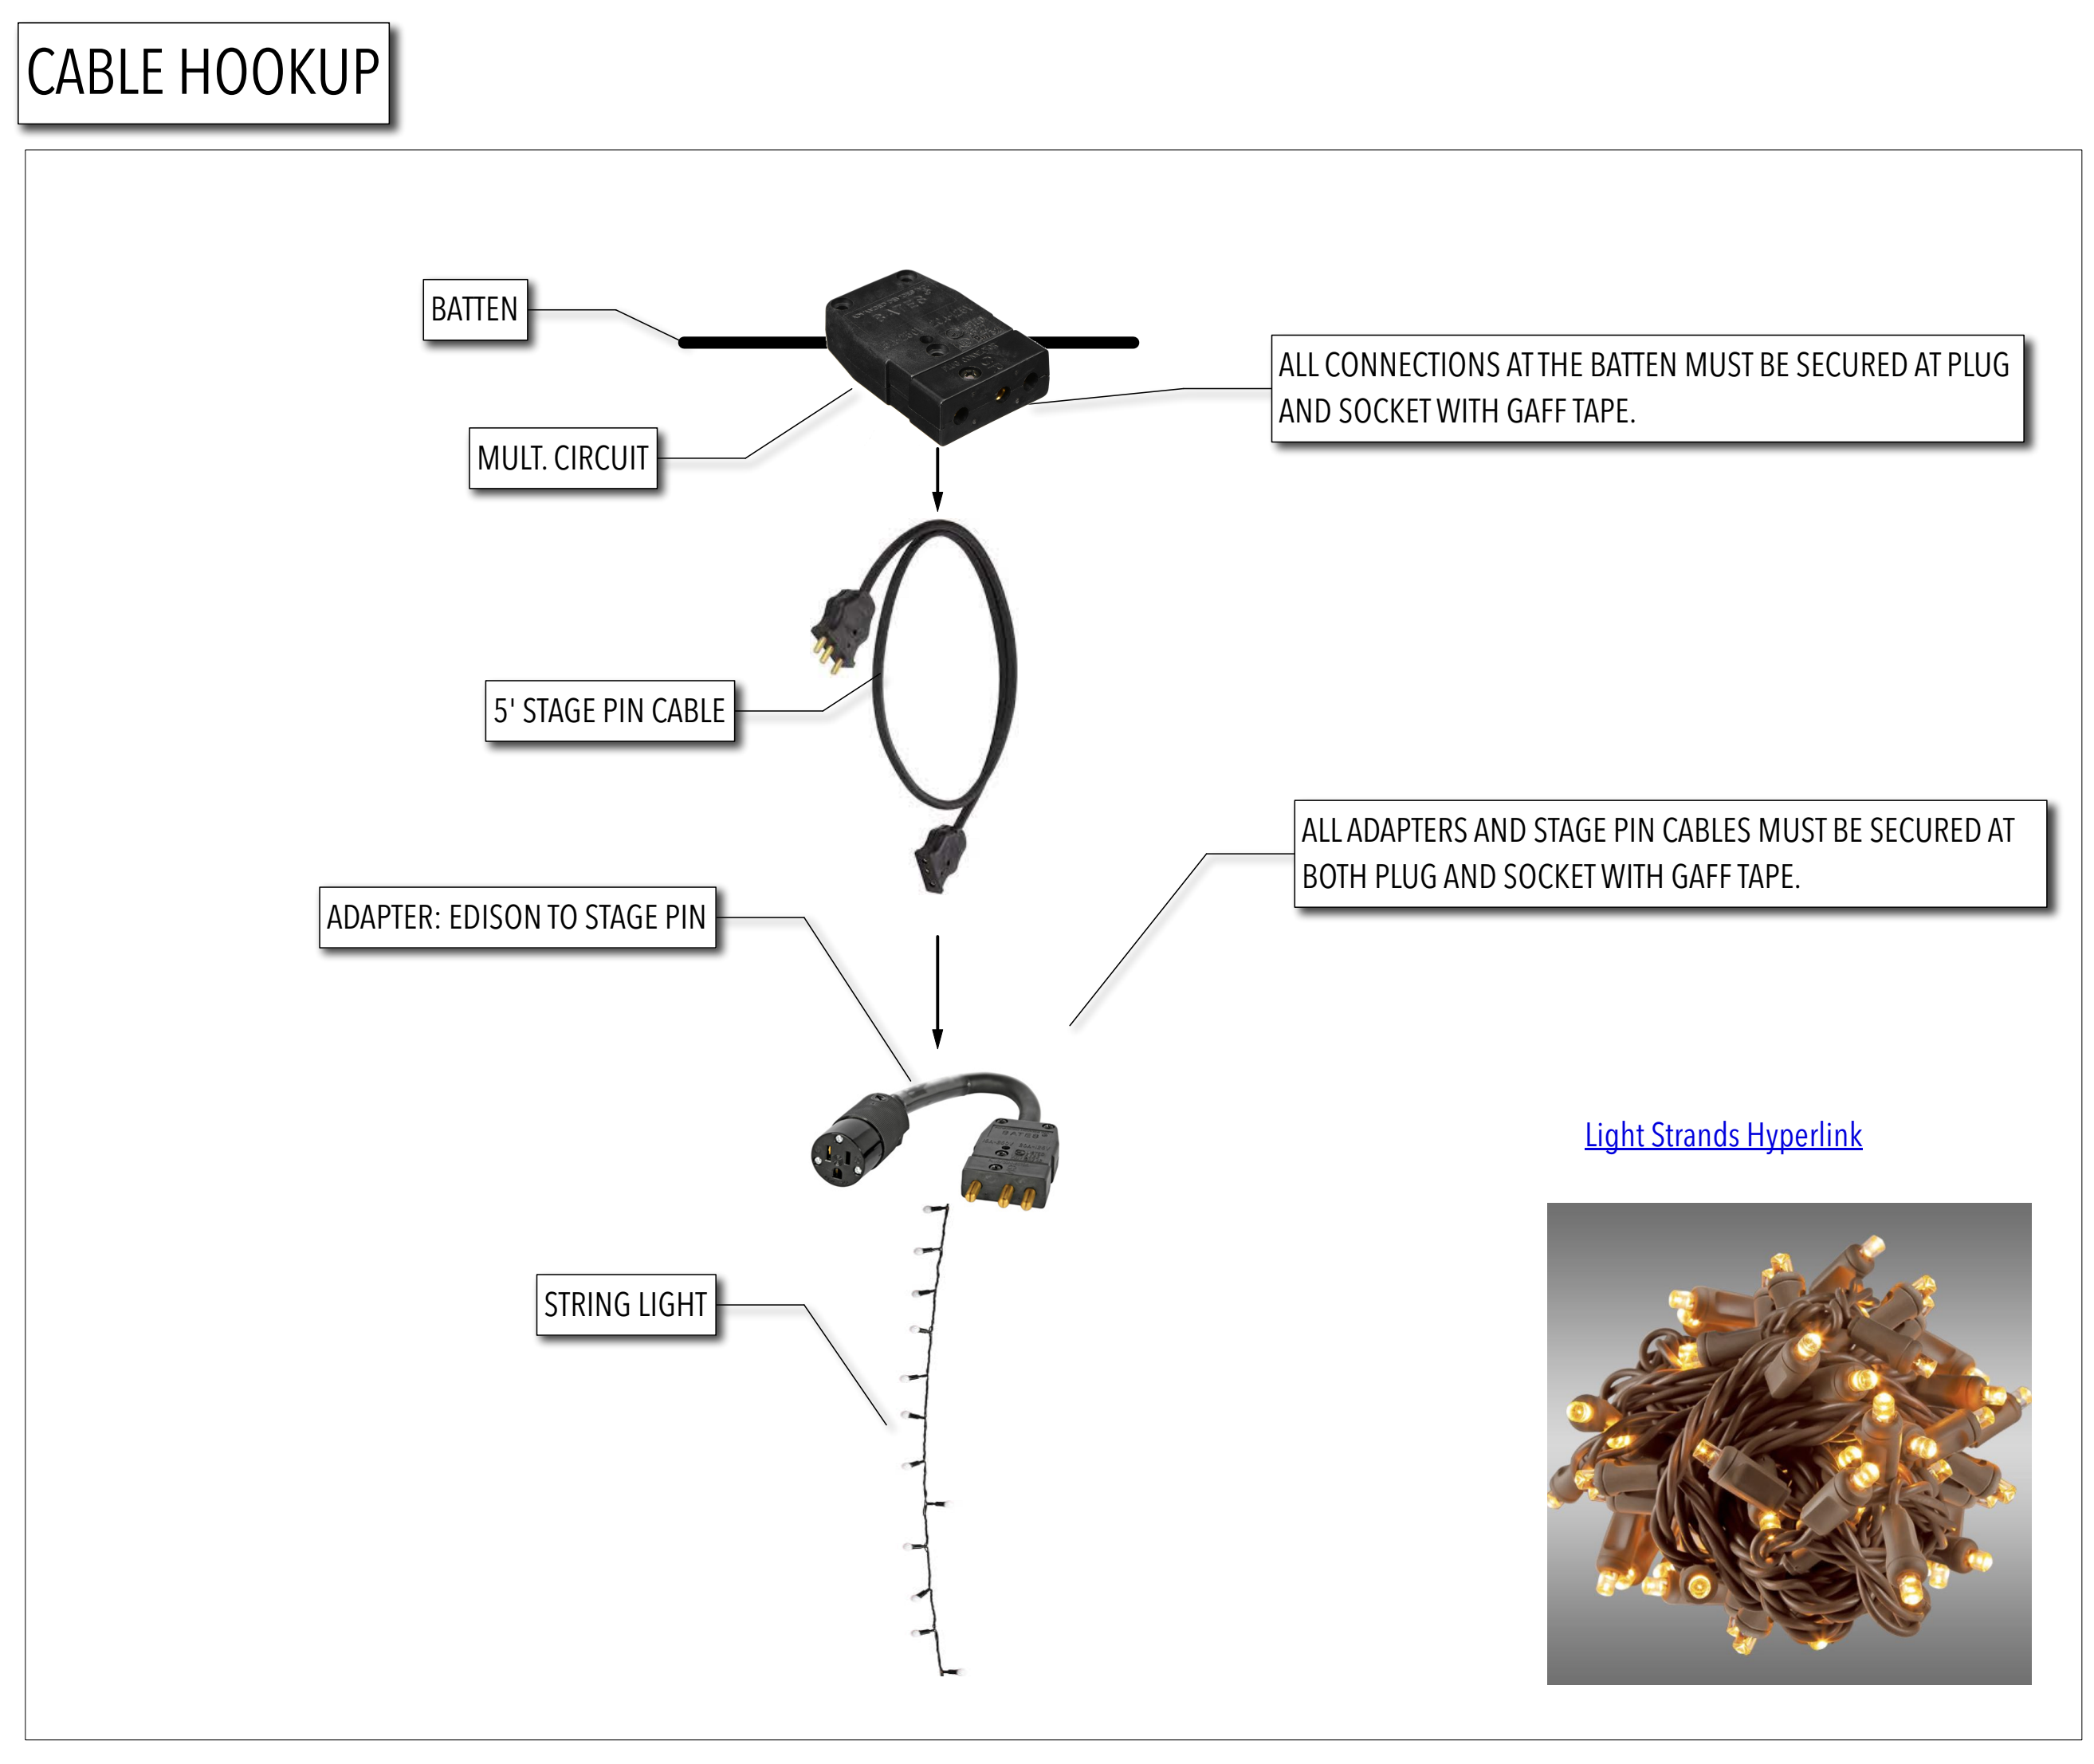 CABLE HOOKUP
BATTEN
ALL CONNECTIONS AT THE BATTEN MUST BE SECURED AT PLUG
AND SOCKET WITH GAFF TAPE.
MULT. CIRCUIT
5' STAGE PIN CABLE
ALL ADAPTERS AND STAGE PIN CABLES MUST BE SECURED AT
BOTH PLUG AND SOCKET WITH GAFF TAPE.
ADAPTER: EDISON TO STAGE PIN
Light Strands Hyperlink
STRING LIGHT